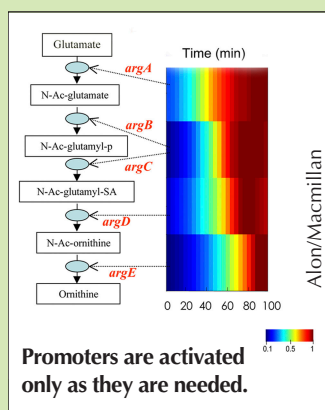 Glutamate
argA
N-Ac-glutamate
argB
N-Ac-glutamyl-p
argC
N-Ac-glutamyl-SA
argD
N-Ac-ornithine
argE
Ornithine
Time (min)
0 20 40 60 80 100
0.1 0.5 1
Alon/Macmillan
Promoters are activated
only as they are needed.